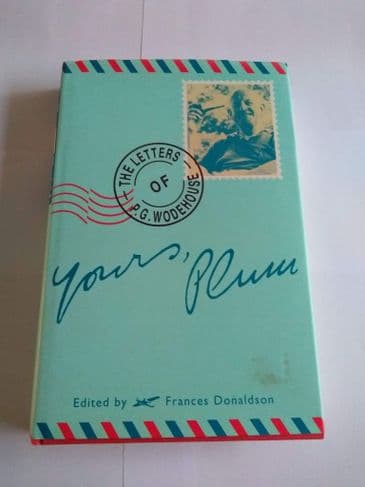 THE LETTERS
OF
P.G. WODEHOUSE
Yours, Plum
Edited by Frances Donaldson